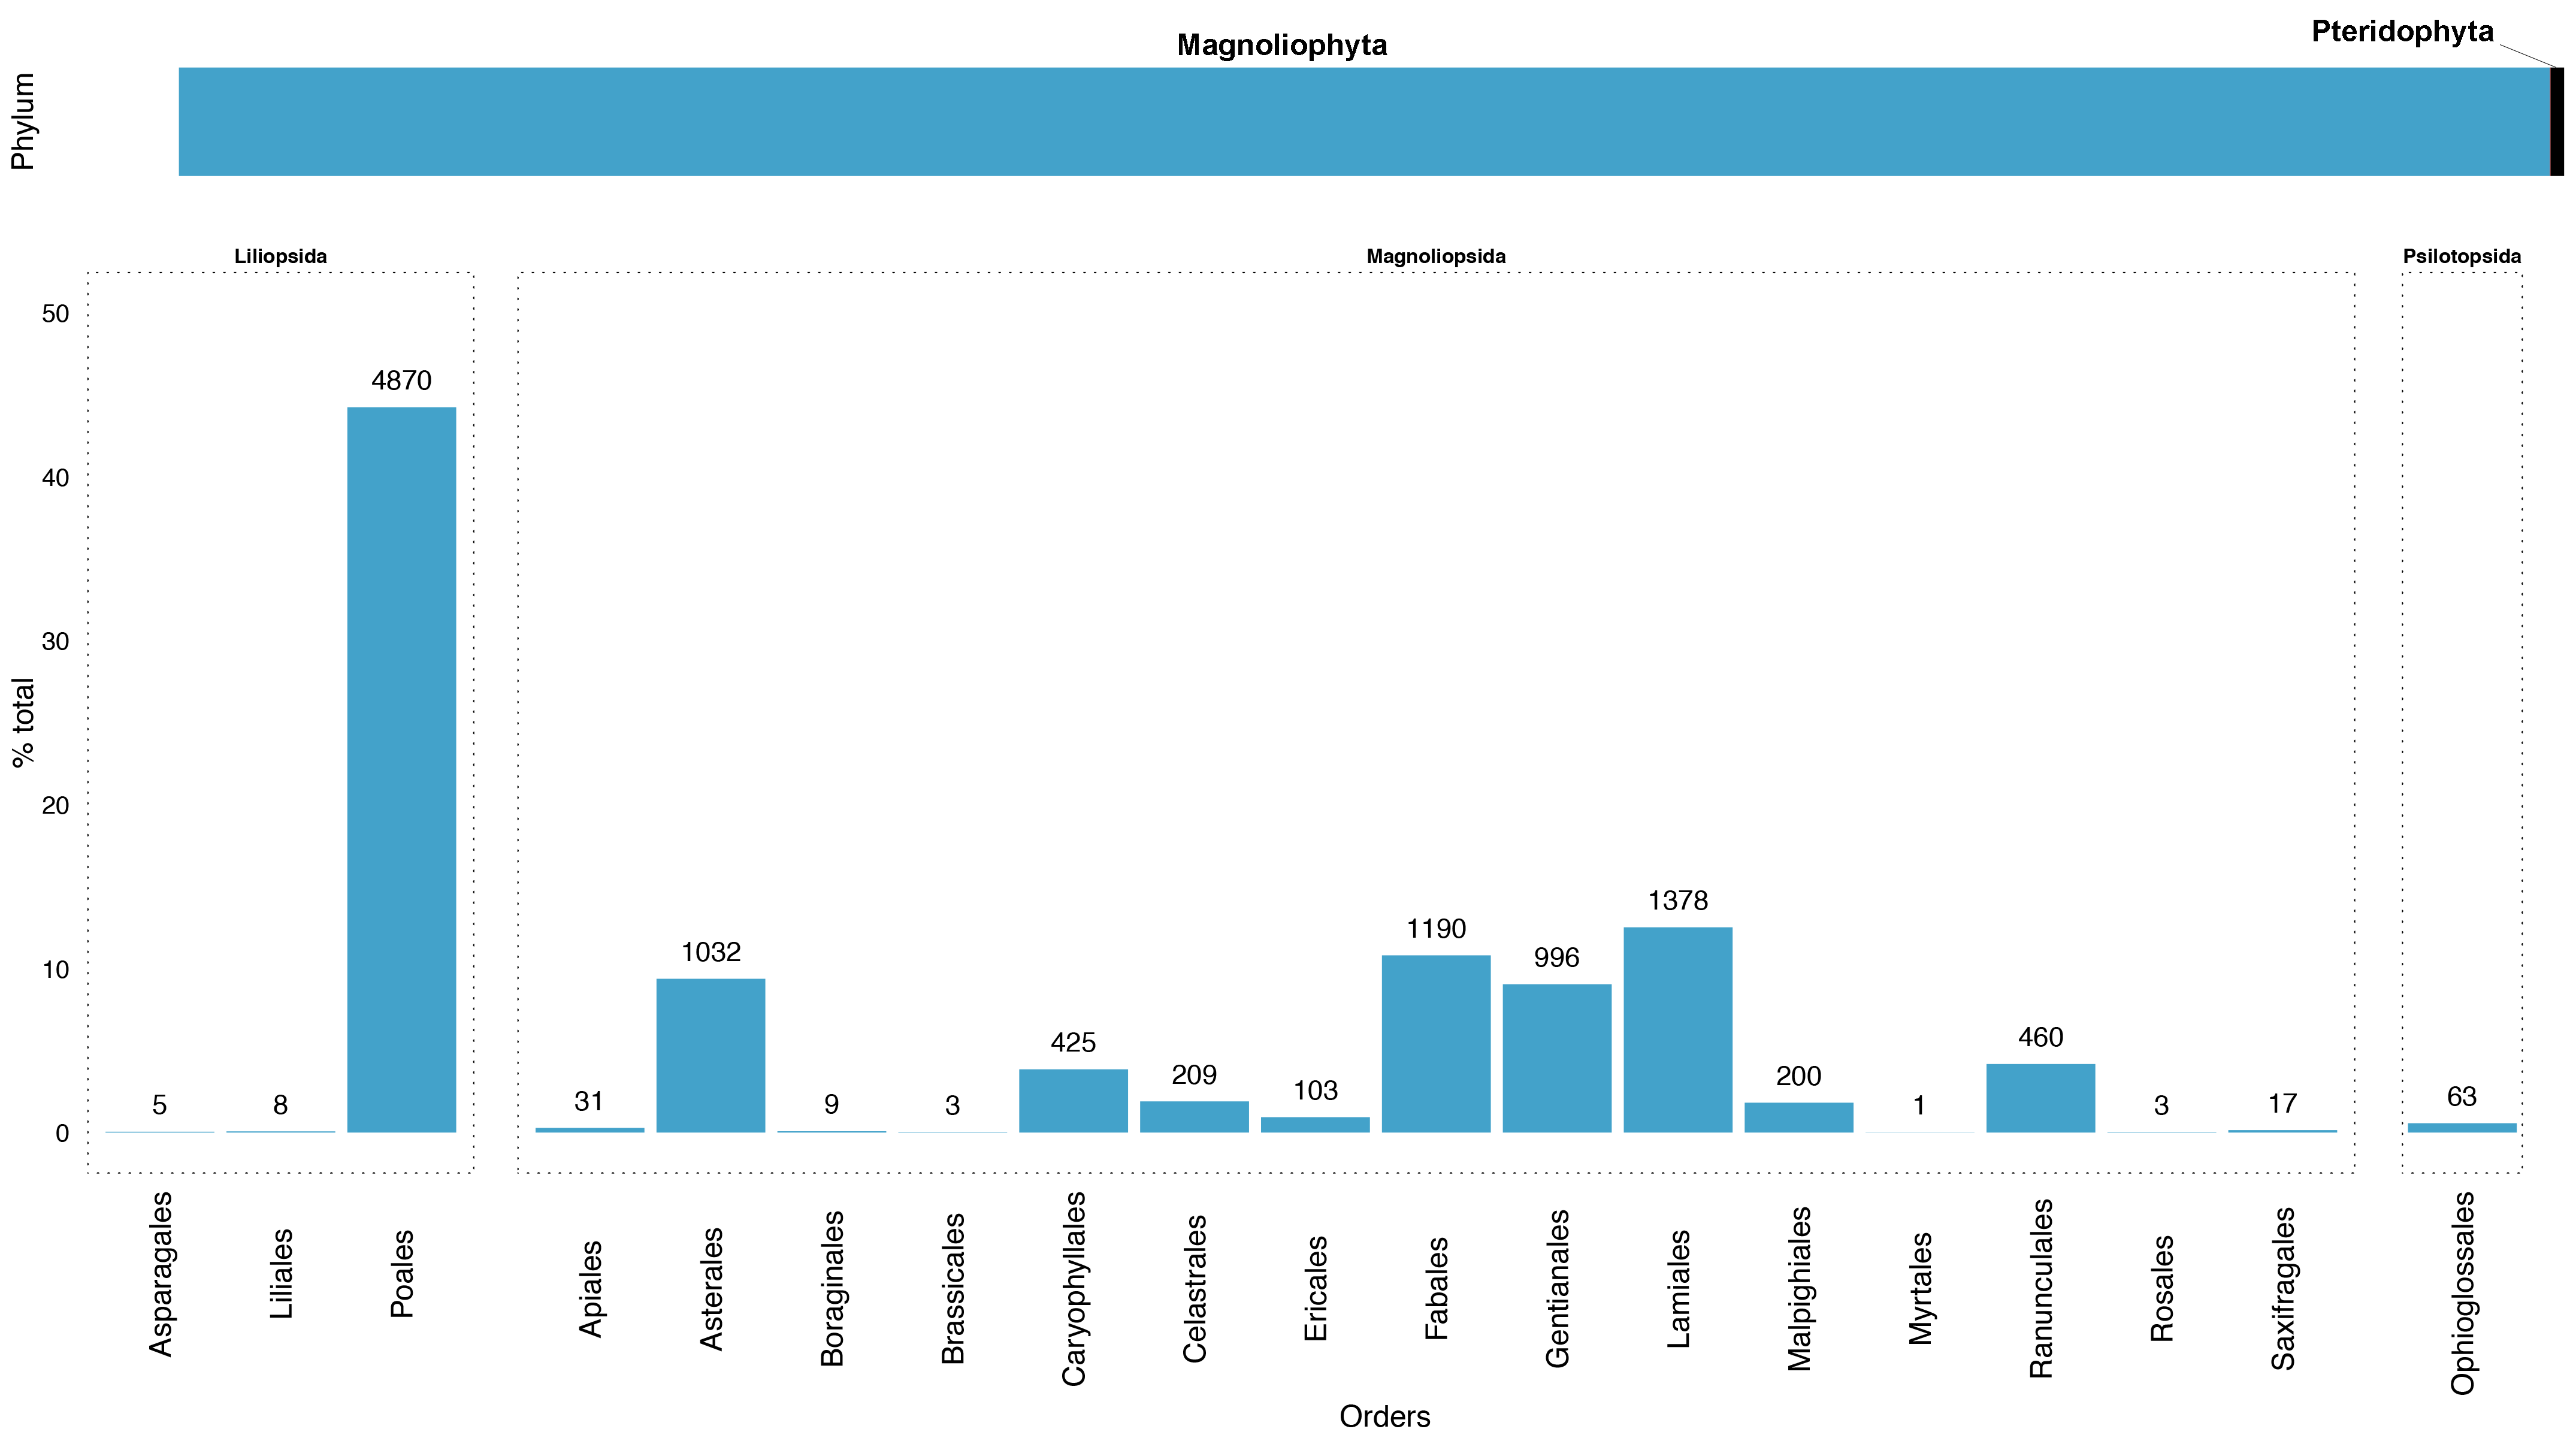 Pteridophyta
Magnoliophyta
Phylum
Liliopsida
Magnoliopsida
Psilotopsida
% total
50
40
30
20
10
0
5
8
4870
31
1032
9
3
425
209
103
1190
996
1378
200
1
460
3
17
63
Asparagales
Liliales
Poales
Apiales
Asterales
Boraginales
Brassicales
Caryophyllales
Celastrales
Ericales
Fabales
Gentianales
Lamiales
Malpighiales
Myrtales
Ranunculales
Rosales
Saxifragales
Ophioglossales
Orders